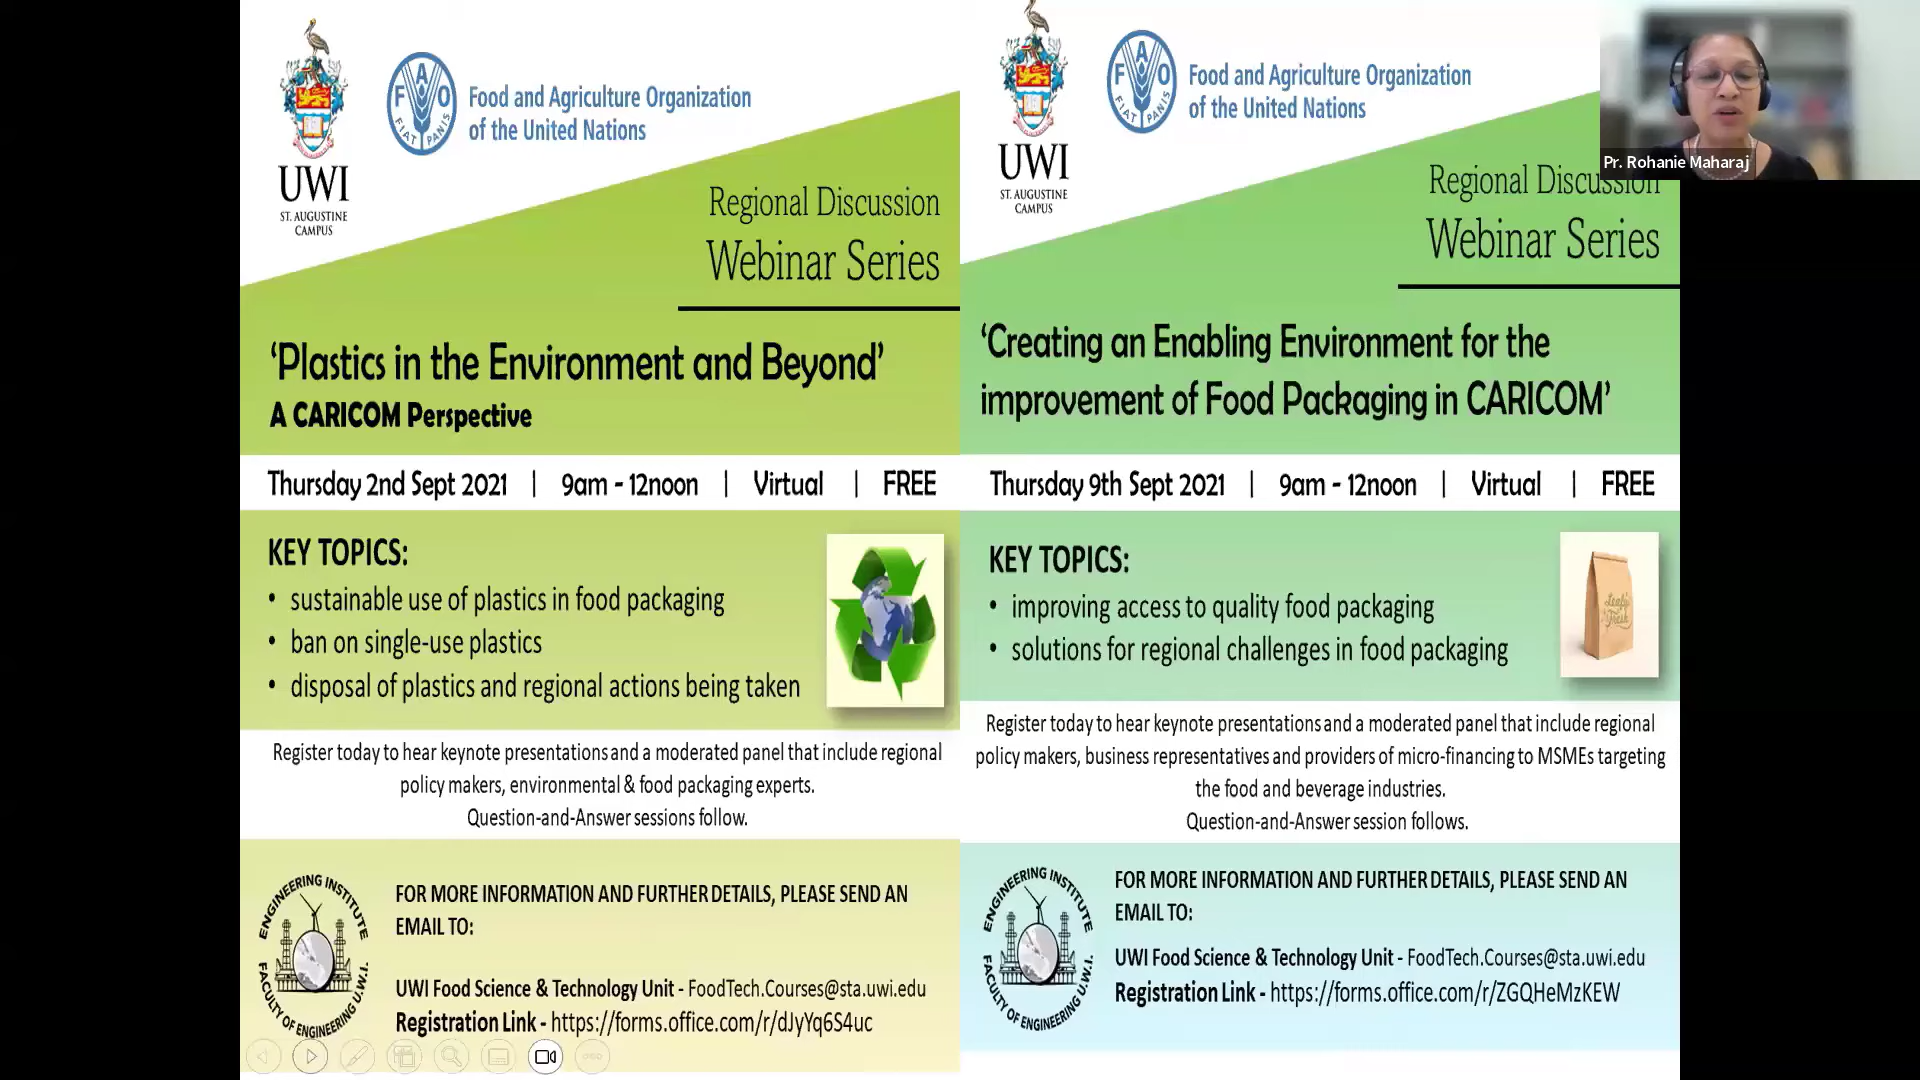 UWI
ST. AUGUSTINE
CAMPUS
F A O
FIAT PANIS
Food and Agriculture Organization
of the United Nations
Regional Discussion
Webinar Series
‘Plastics in the Environment and Beyond’
A CARICOM Perspective
Thursday 2nd Sept 2021 | 9am - 12noon | Virtual | FREE
KEY TOPICS:
• sustainable use of plastics in food packaging
• ban on single-use plastics
• disposal of plastics and regional actions being taken
Register today to hear keynote presentations and a moderated panel that include regional
policy makers, environmental & food packaging experts.
Question-and-Answer sessions follow.
ENGINEERING INSTITUTE
FACULTY OF ENGINEERING U.W.I.
FOR MORE INFORMATION AND FURTHER DETAILS, PLEASE SEND AN
EMAIL TO:
UWI Food Science & Technology Unit - FoodTech.Courses@sta.uwi.edu
Registration Link - https://forms.office.com/r/dJyYq6S4uc
UWI
ST. AUGUSTINE
CAMPUS
F A O
FIAT PANIS
Food and Agriculture Organization
of the United Nations
Regional Discussion
Webinar Series
‘Creating an Enabling Environment for the
improvement of Food Packaging in CARICOM’
Thursday 9th Sept 2021 | 9am - 12noon | Virtual | FREE
KEY TOPICS:
• improving access to quality food packaging
• solutions for regional challenges in food packaging
Leafy
Fresh
Register today to hear keynote presentations and a moderated panel that include regional
policy makers, business representatives and providers of micro-financing to MSMEs targeting
the food and beverage industries.
Question-and-Answer session follows.
ENGINEERING INSTITUTE
FACULTY OF ENGINEERING U.W.I.
FOR MORE INFORMATION AND FURTHER DETAILS, PLEASE SEND AN
EMAIL TO:
UWI Food Science & Technology Unit - FoodTech.Courses@sta.uwi.edu
Registration Link - https://forms.office.com/r/ZGQHeMzKEW
Pr. Rohanie Maharaj